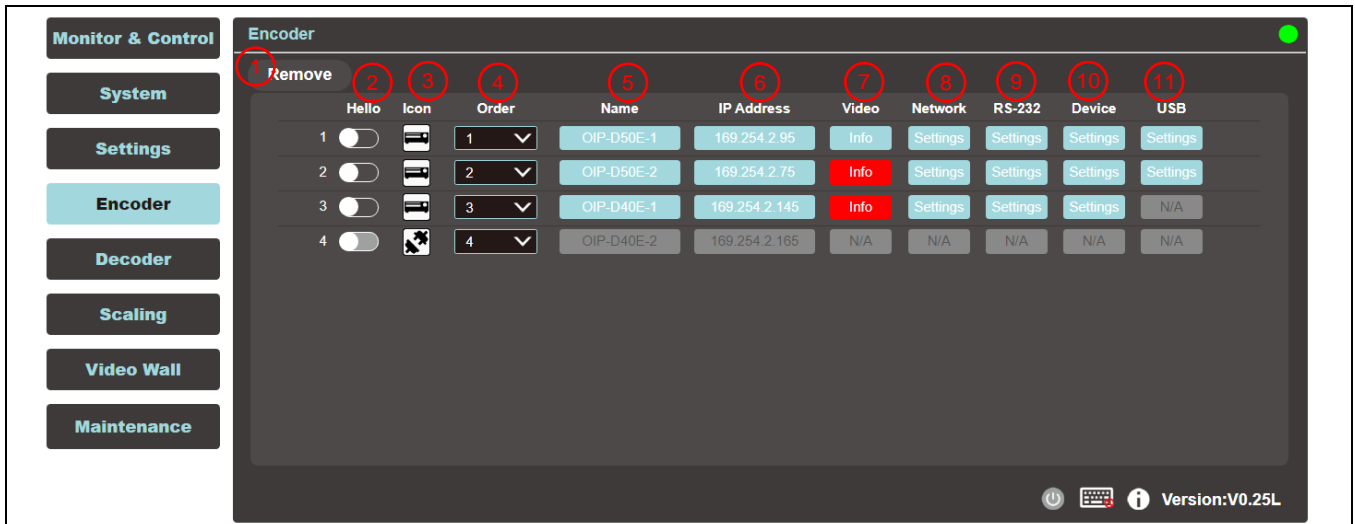 Monitor & Control
System
Settings
Encoder
Decoder
Scaling
Video Wall
Maintenance
Encoder
1 Remove
2 3 4 5 6 7 8 9 10 11
Hello Icon Order Name IP Address Video Network RS-232 Device USB
1 1 OIP-D50E-1 169.254.2.95 Info Settings Settings Settings Settings
2 2 OIP-D50E-2 169.254.2.75 Info Settings Settings Settings Settings
3 3 OIP-D40E-1 169.254.2.145 Info Settings Settings Settings N/A
4 4 OIP-D40E-2 169.254.2.165 N/A N/A N/A N/A N/A
Version:V0.25L